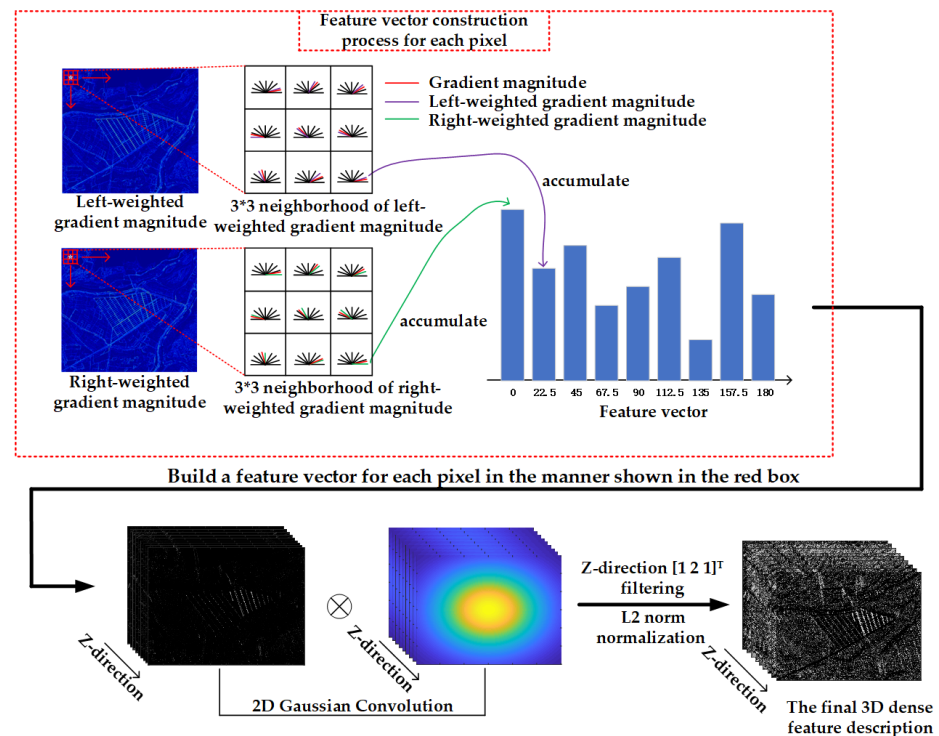 Feature vector construction
process for each pixel
Gradient magnitude
Left-weighted gradient magnitude
Right-weighted gradient magnitude
Left-weighted
gradient magnitude
3*3 neighborhood of left-
weighted gradient magnitude
accumulate
accumulate
Right-weighted
gradient magnitude
3*3 neighborhood of right-
weighted gradient magnitude
0 22.5 45 67.5 90 112.5 135 157.5 180
Feature vector
Build a feature vector for each pixel in the manner shown in the red box
Z-direction
Z-direction
2D Gaussian Convolution
Z-direction [1 2 1]ᵀ
filtering
L2 norm
normalization
Z-direction
The final 3D dense
feature description